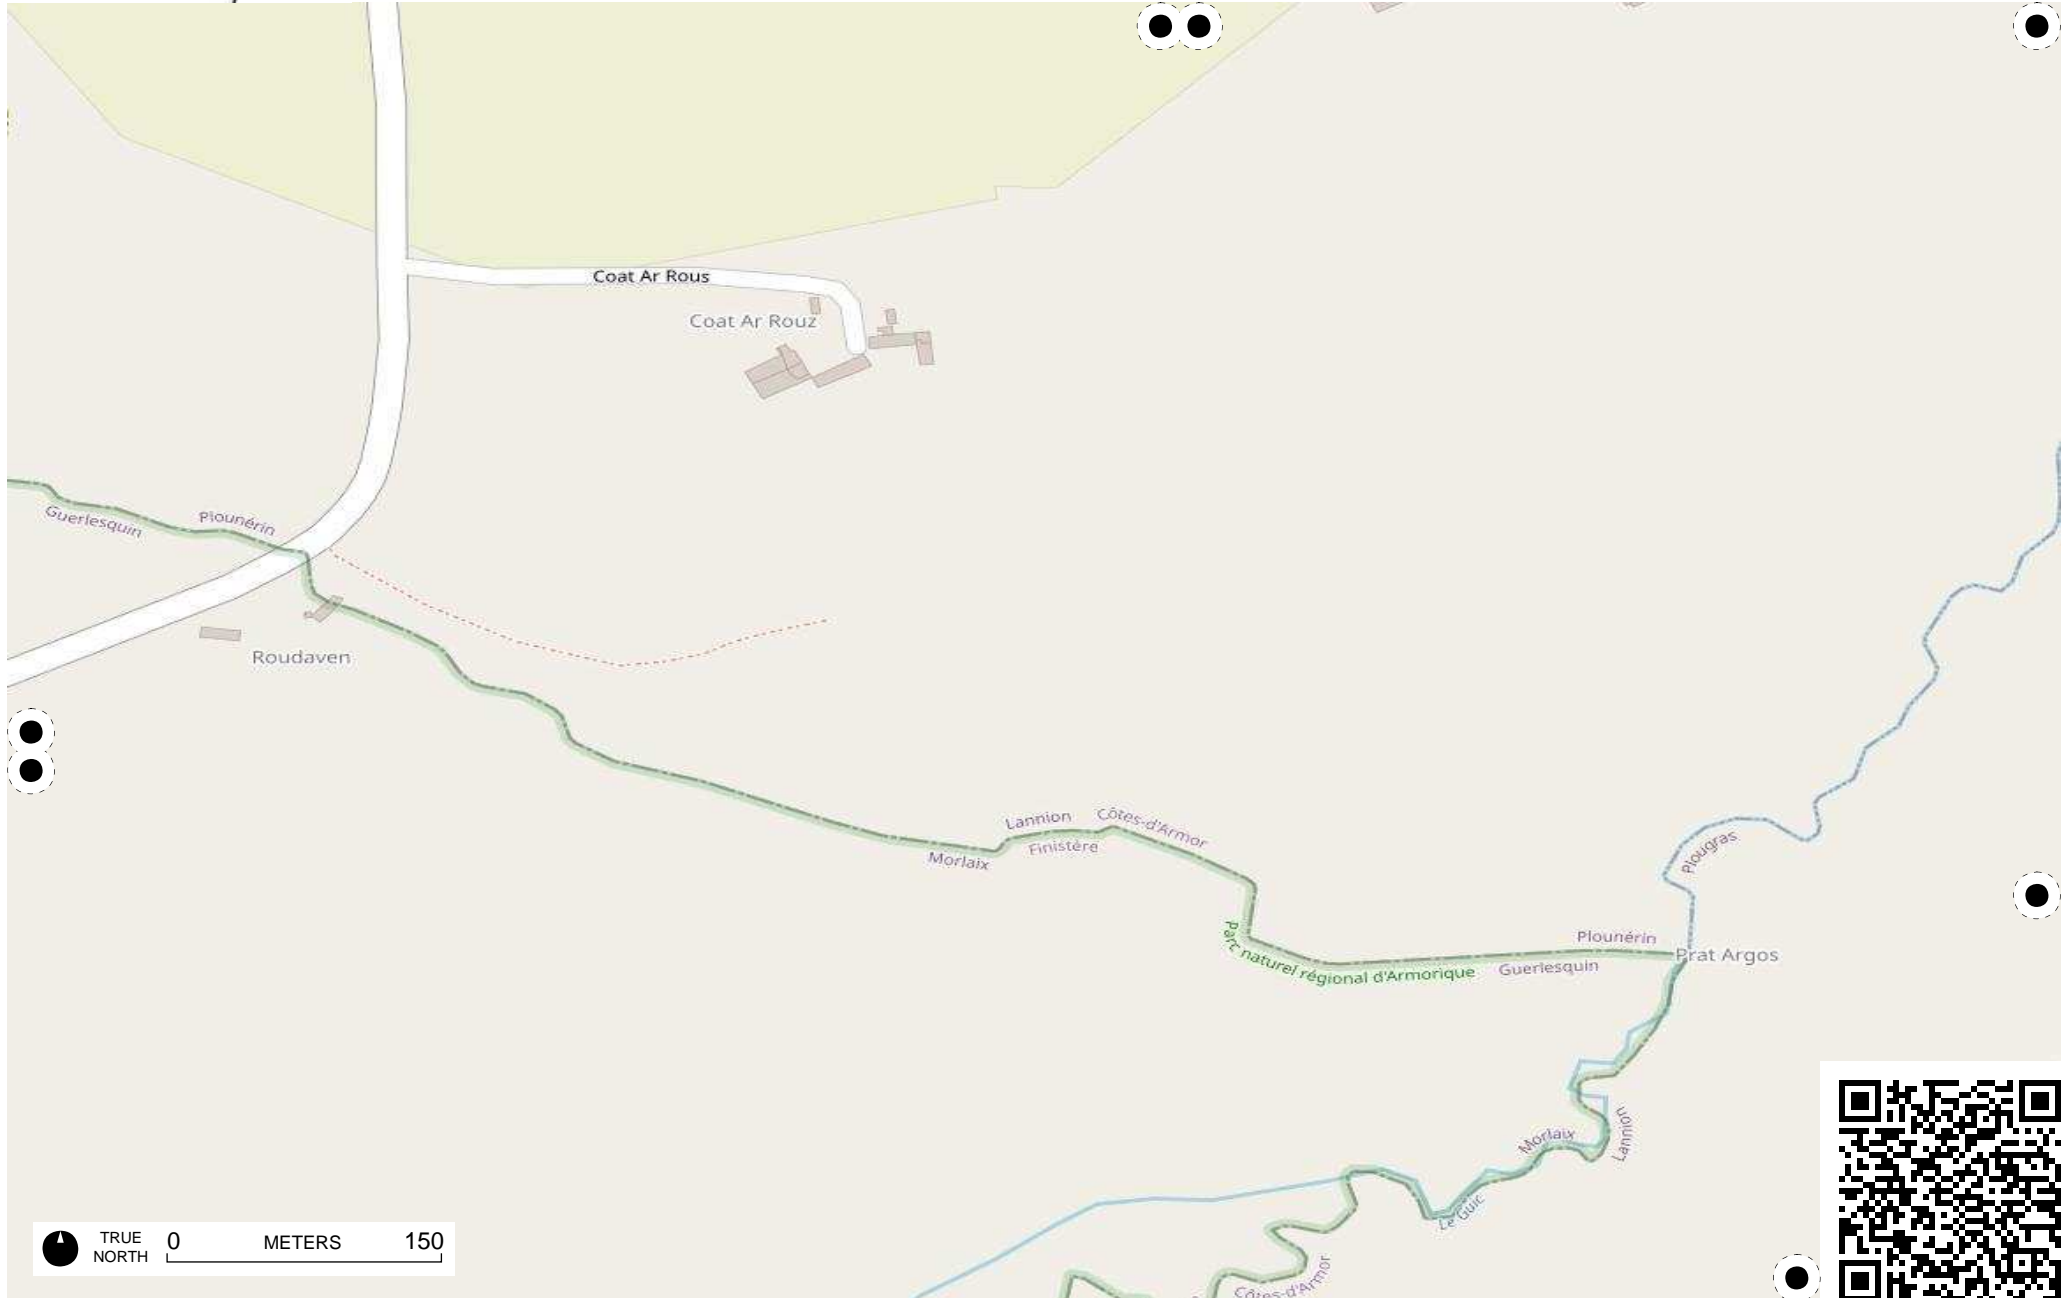 Coat Ar Rous
Coat Ar Rouz
Guerlesquin
Plounérin
Roudaven
Lannion
Côtes-d'Armor
Morlaix
Finistère
Plougras
Parc naturel régional d'Armorique
Plounérin
Guerlesquin
Prat Argos
Morlaix
Lannion
Le Guic
Côtes-d'Armor
TRUE
NORTH
0 METERS 150